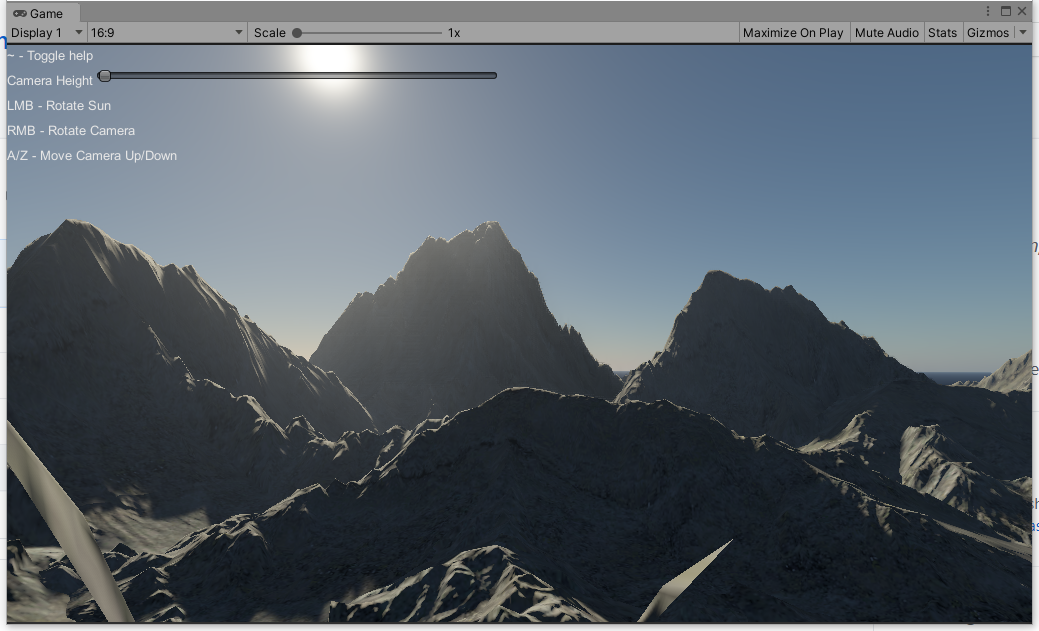 Game
Display 1 16:9 Scale 1x Maximize On Play Mute Audio Stats Gizmos
~ - Toggle help
Camera Height
LMB - Rotate Sun
RMB - Rotate Camera
A/Z - Move Camera Up/Down